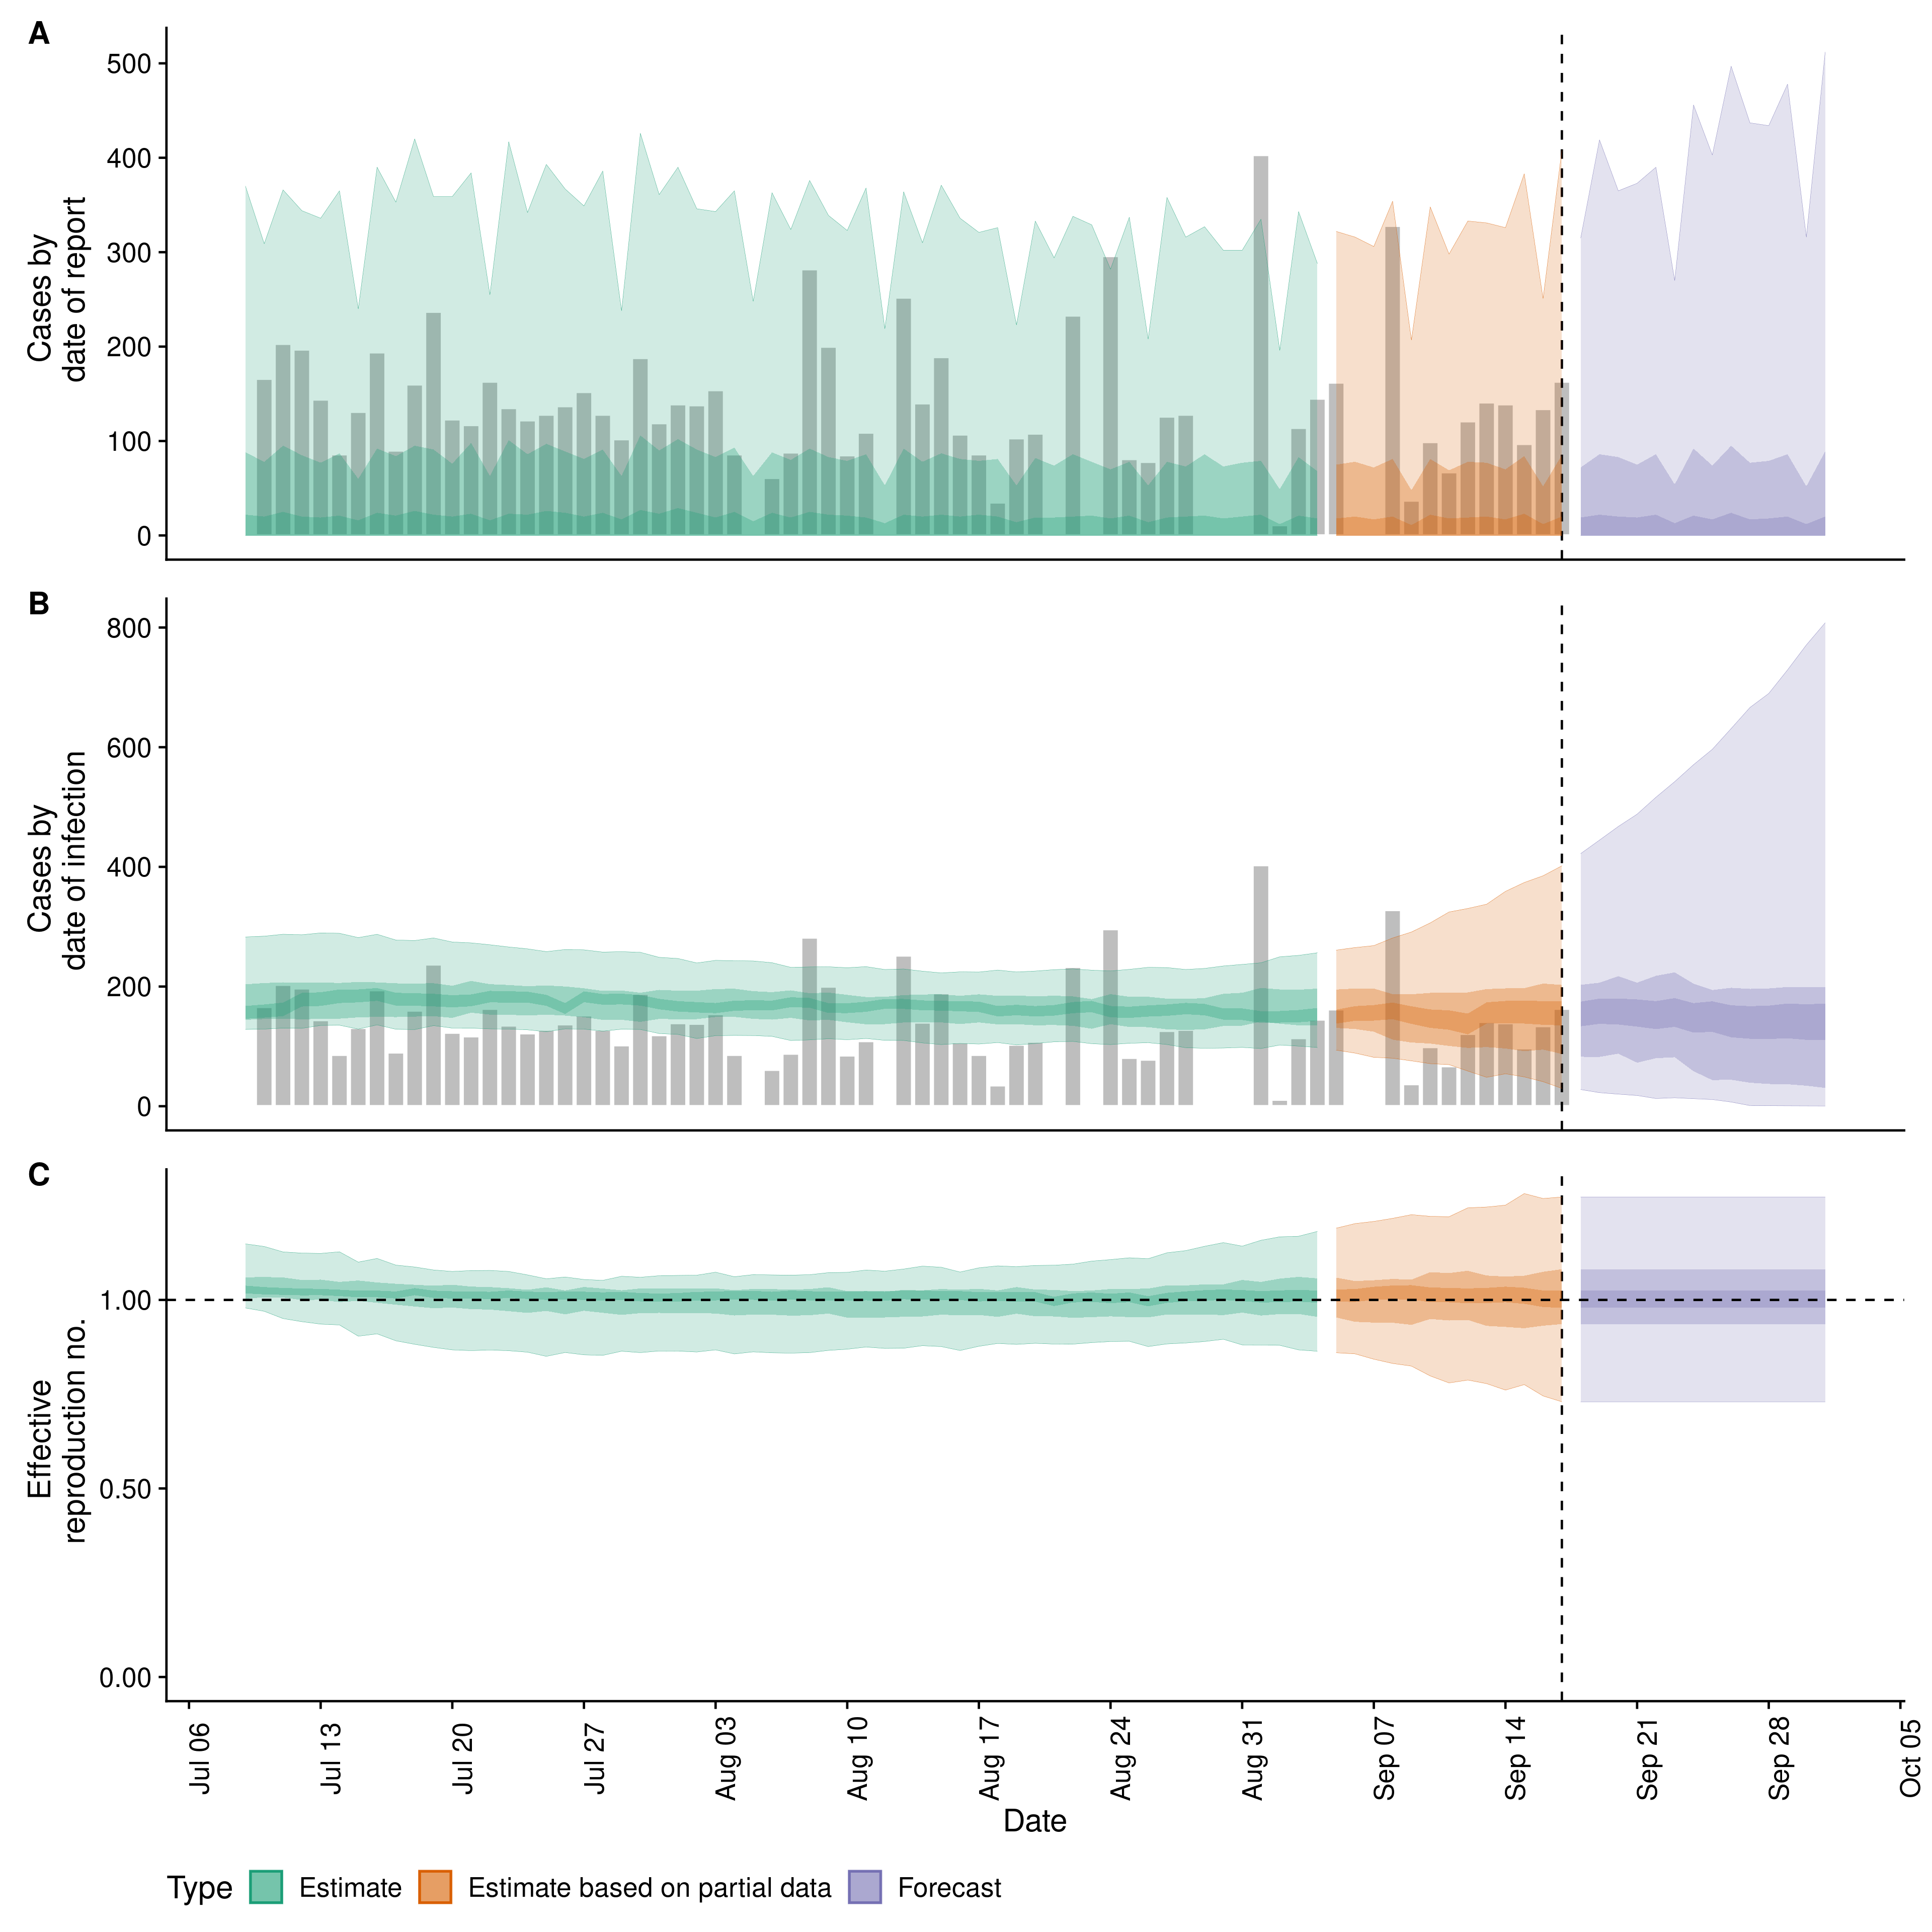 A
Cases by
date of report
500
400
300
200
100
0
B
Cases by
date of infection
800
600
400
200
0
C
Effective
reproduction no.
1.00
0.50
0.00
Jul 06
Jul 13
Jul 20
Jul 27
Aug 03
Aug 10
Aug 17
Aug 24
Aug 31
Sep 07
Sep 14
Sep 21
Sep 28
Oct 05
Date
Type Estimate Estimate based on partial data Forecast